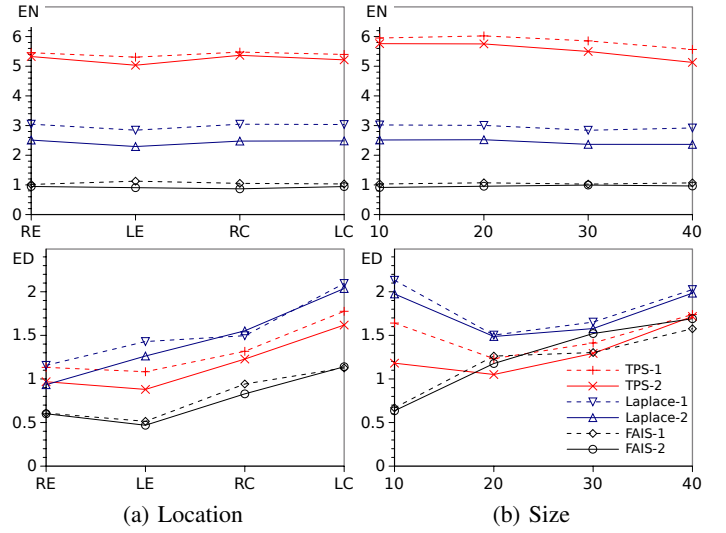 EN
6
5
4
3
2
1
0
RE LE RC LC
EN
6
5
4
3
2
1
0
10 20 30 40
ED
2
1.5
1
0.5
0
RE LE RC LC
ED
2
1.5
1
0.5
0
10 20 30 40
TPS-1
TPS-2
Laplace-1
Laplace-2
FAIS-1
FAIS-2
(a) Location
(b) Size